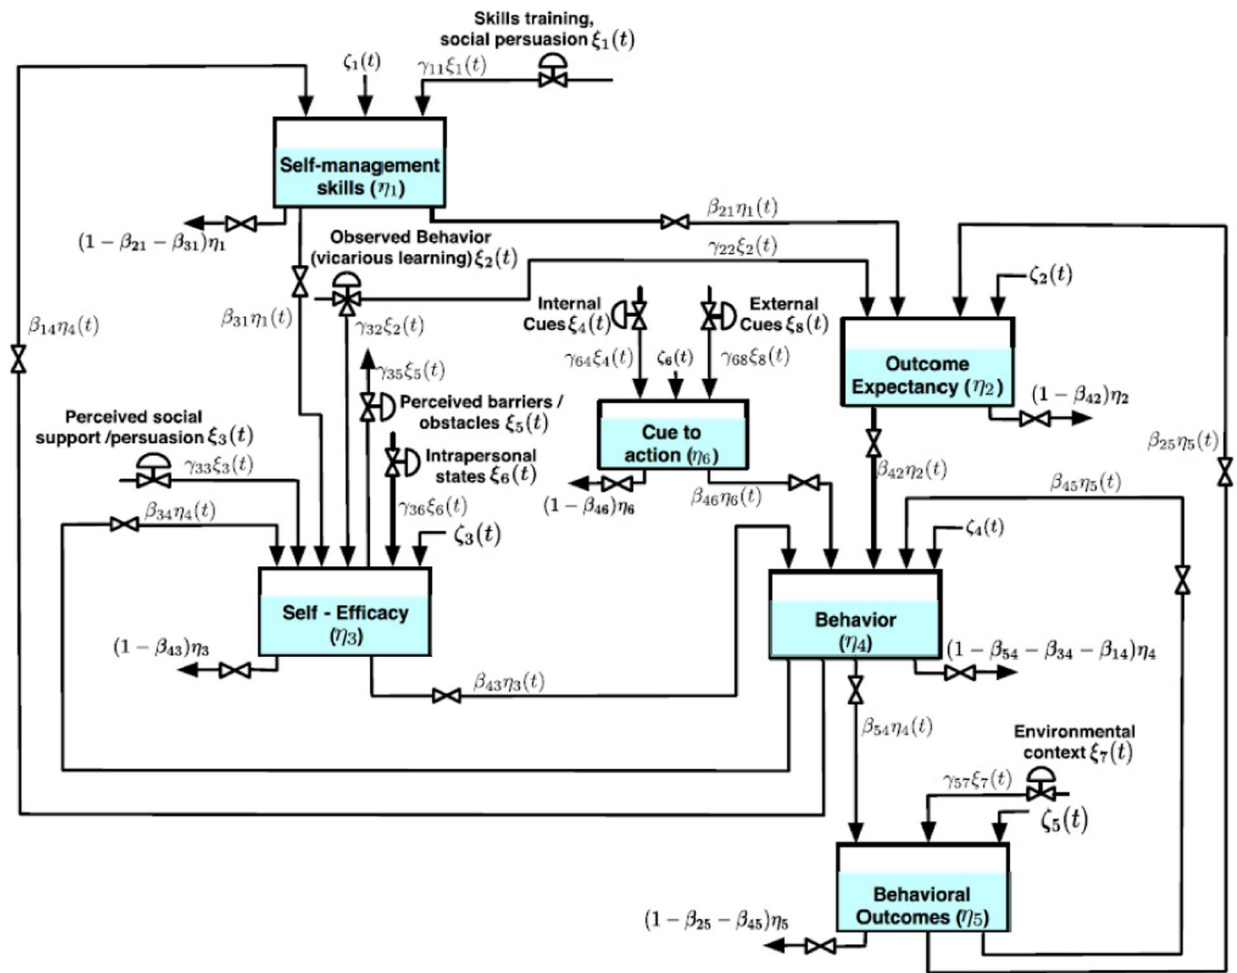 Skills training,
social persuasion ξ₁(t)
ζ₁(t)
γ₁₁ξ₁(t)
Self-management
skills (η₁)
(1 − β₂₁ − β₃₁)η₁
β₂₁η₁(t)
Observed Behavior
(vicarious learning) ξ₂(t)
γ₂₂ξ₂(t)
ζ₂(t)
β₁₄η₄(t)
β₃₁η₁(t)
γ₃₂ξ₂(t)
Internal
Cues ξ₄(t)
External
Cues ξ₈(t)
γ₆₄ξ₄(t)
ζ₆(t)
γ₆₈ξ₈(t)
Outcome
Expectancy (η₂)
(1 − β₄₂)η₂
γ₃₅ξ₅(t)
Perceived barriers /
obstacles ξ₅(t)
Perceived social
support /persuasion ξ₃(t)
γ₃₃ξ₃(t)
Intrapersonal
states ξ₆(t)
Cue to
action (η₆)
(1 − β₄₆)η₆
β₄₆η₆(t)
β₄₂η₂(t)
β₂₅η₅(t)
β₄₅η₅(t)
β₃₄η₄(t)
γ₃₆ξ₆(t)
ζ₃(t)
ζ₄(t)
Self - Efficacy
(η₃)
Behavior
(η₄)
(1 − β₄₃)η₃
β₄₃η₃(t)
(1 − β₅₄ − β₃₄ − β₁₄)η₄
β₅₄η₄(t)
Environmental
context ξ₇(t)
γ₅₇ξ₇(t)
ζ₅(t)
Behavioral
Outcomes (η₅)
(1 − β₂₅ − β₄₅)η₅